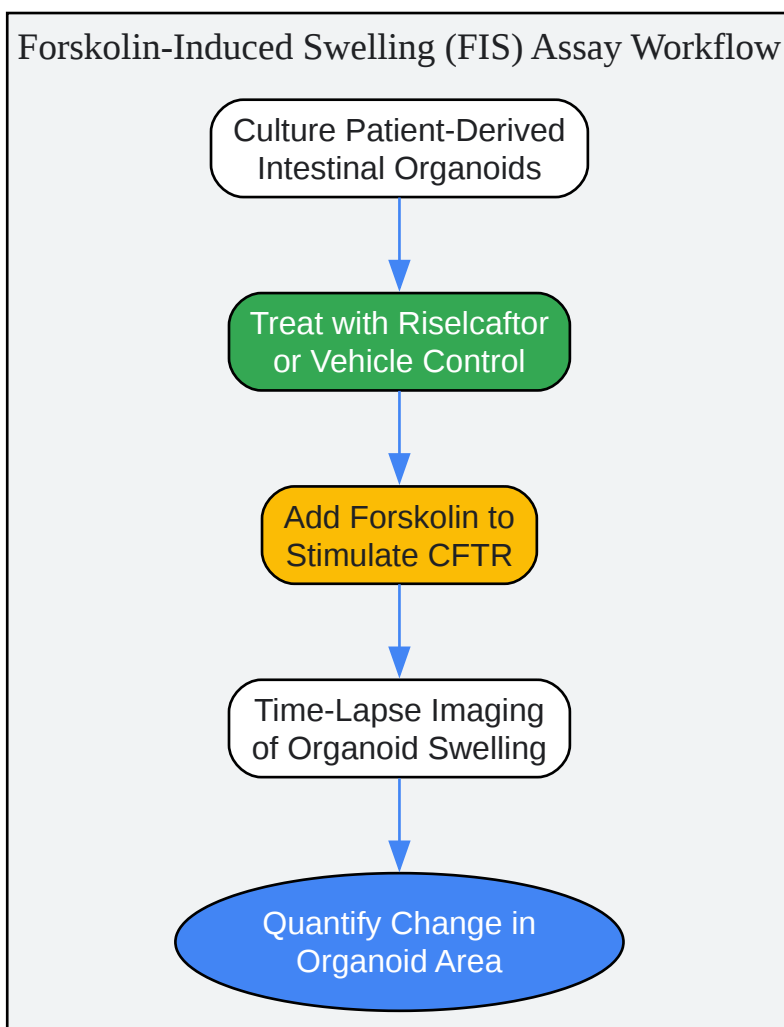 Forskolin-Induced Swelling (FIS) Assay Workflow
Culture Patient-Derived
Intestinal Organoids
Treat with Riselcaftor
or Vehicle Control
Add Forskolin to
Stimulate CFTR
Time-Lapse Imaging
of Organoid Swelling
Quantify Change in
Organoid Area